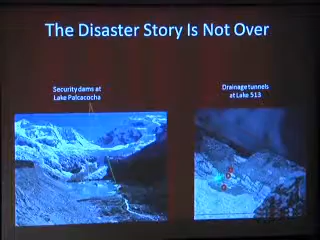 The Disaster Story Is Not Over
Security dams at
Lake Palcacocha
Drainage tunnels
at Lake 513